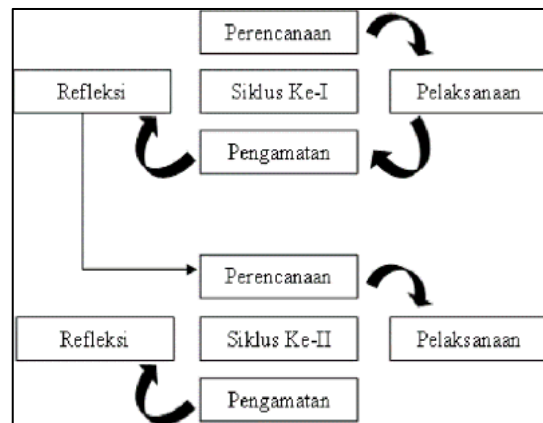 Perencanaan
Refleksi
Siklus Ke-I
Pelaksanaan
Pengamatan
Perencanaan
Refleksi
Siklus Ke-II
Pelaksanaan
Pengamatan